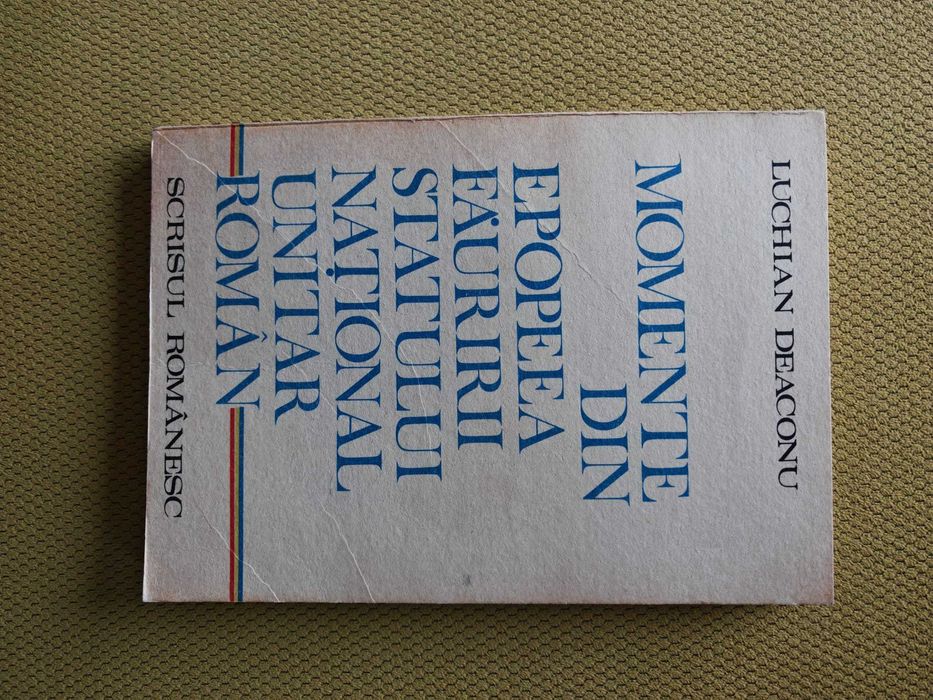 LUCHIAN DEACONU
MOMENTE
DIN
EPOPEEA
FĂURIRII
STATULUI
NAȚIONAL
UNITAR
ROMÂN
SCRISUL ROMÂNESC